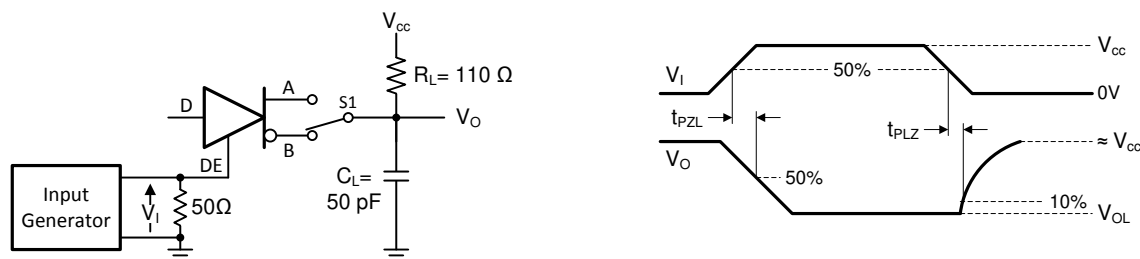 Vcc
RL= 110 Ω
A
S1
D
VO
B
DE
CL=
50 pF
Input
Generator
VI
50Ω
Vcc
VI
50%
0V
tPZL
tPLZ
VO
≈ Vcc
50%
10%
VOL